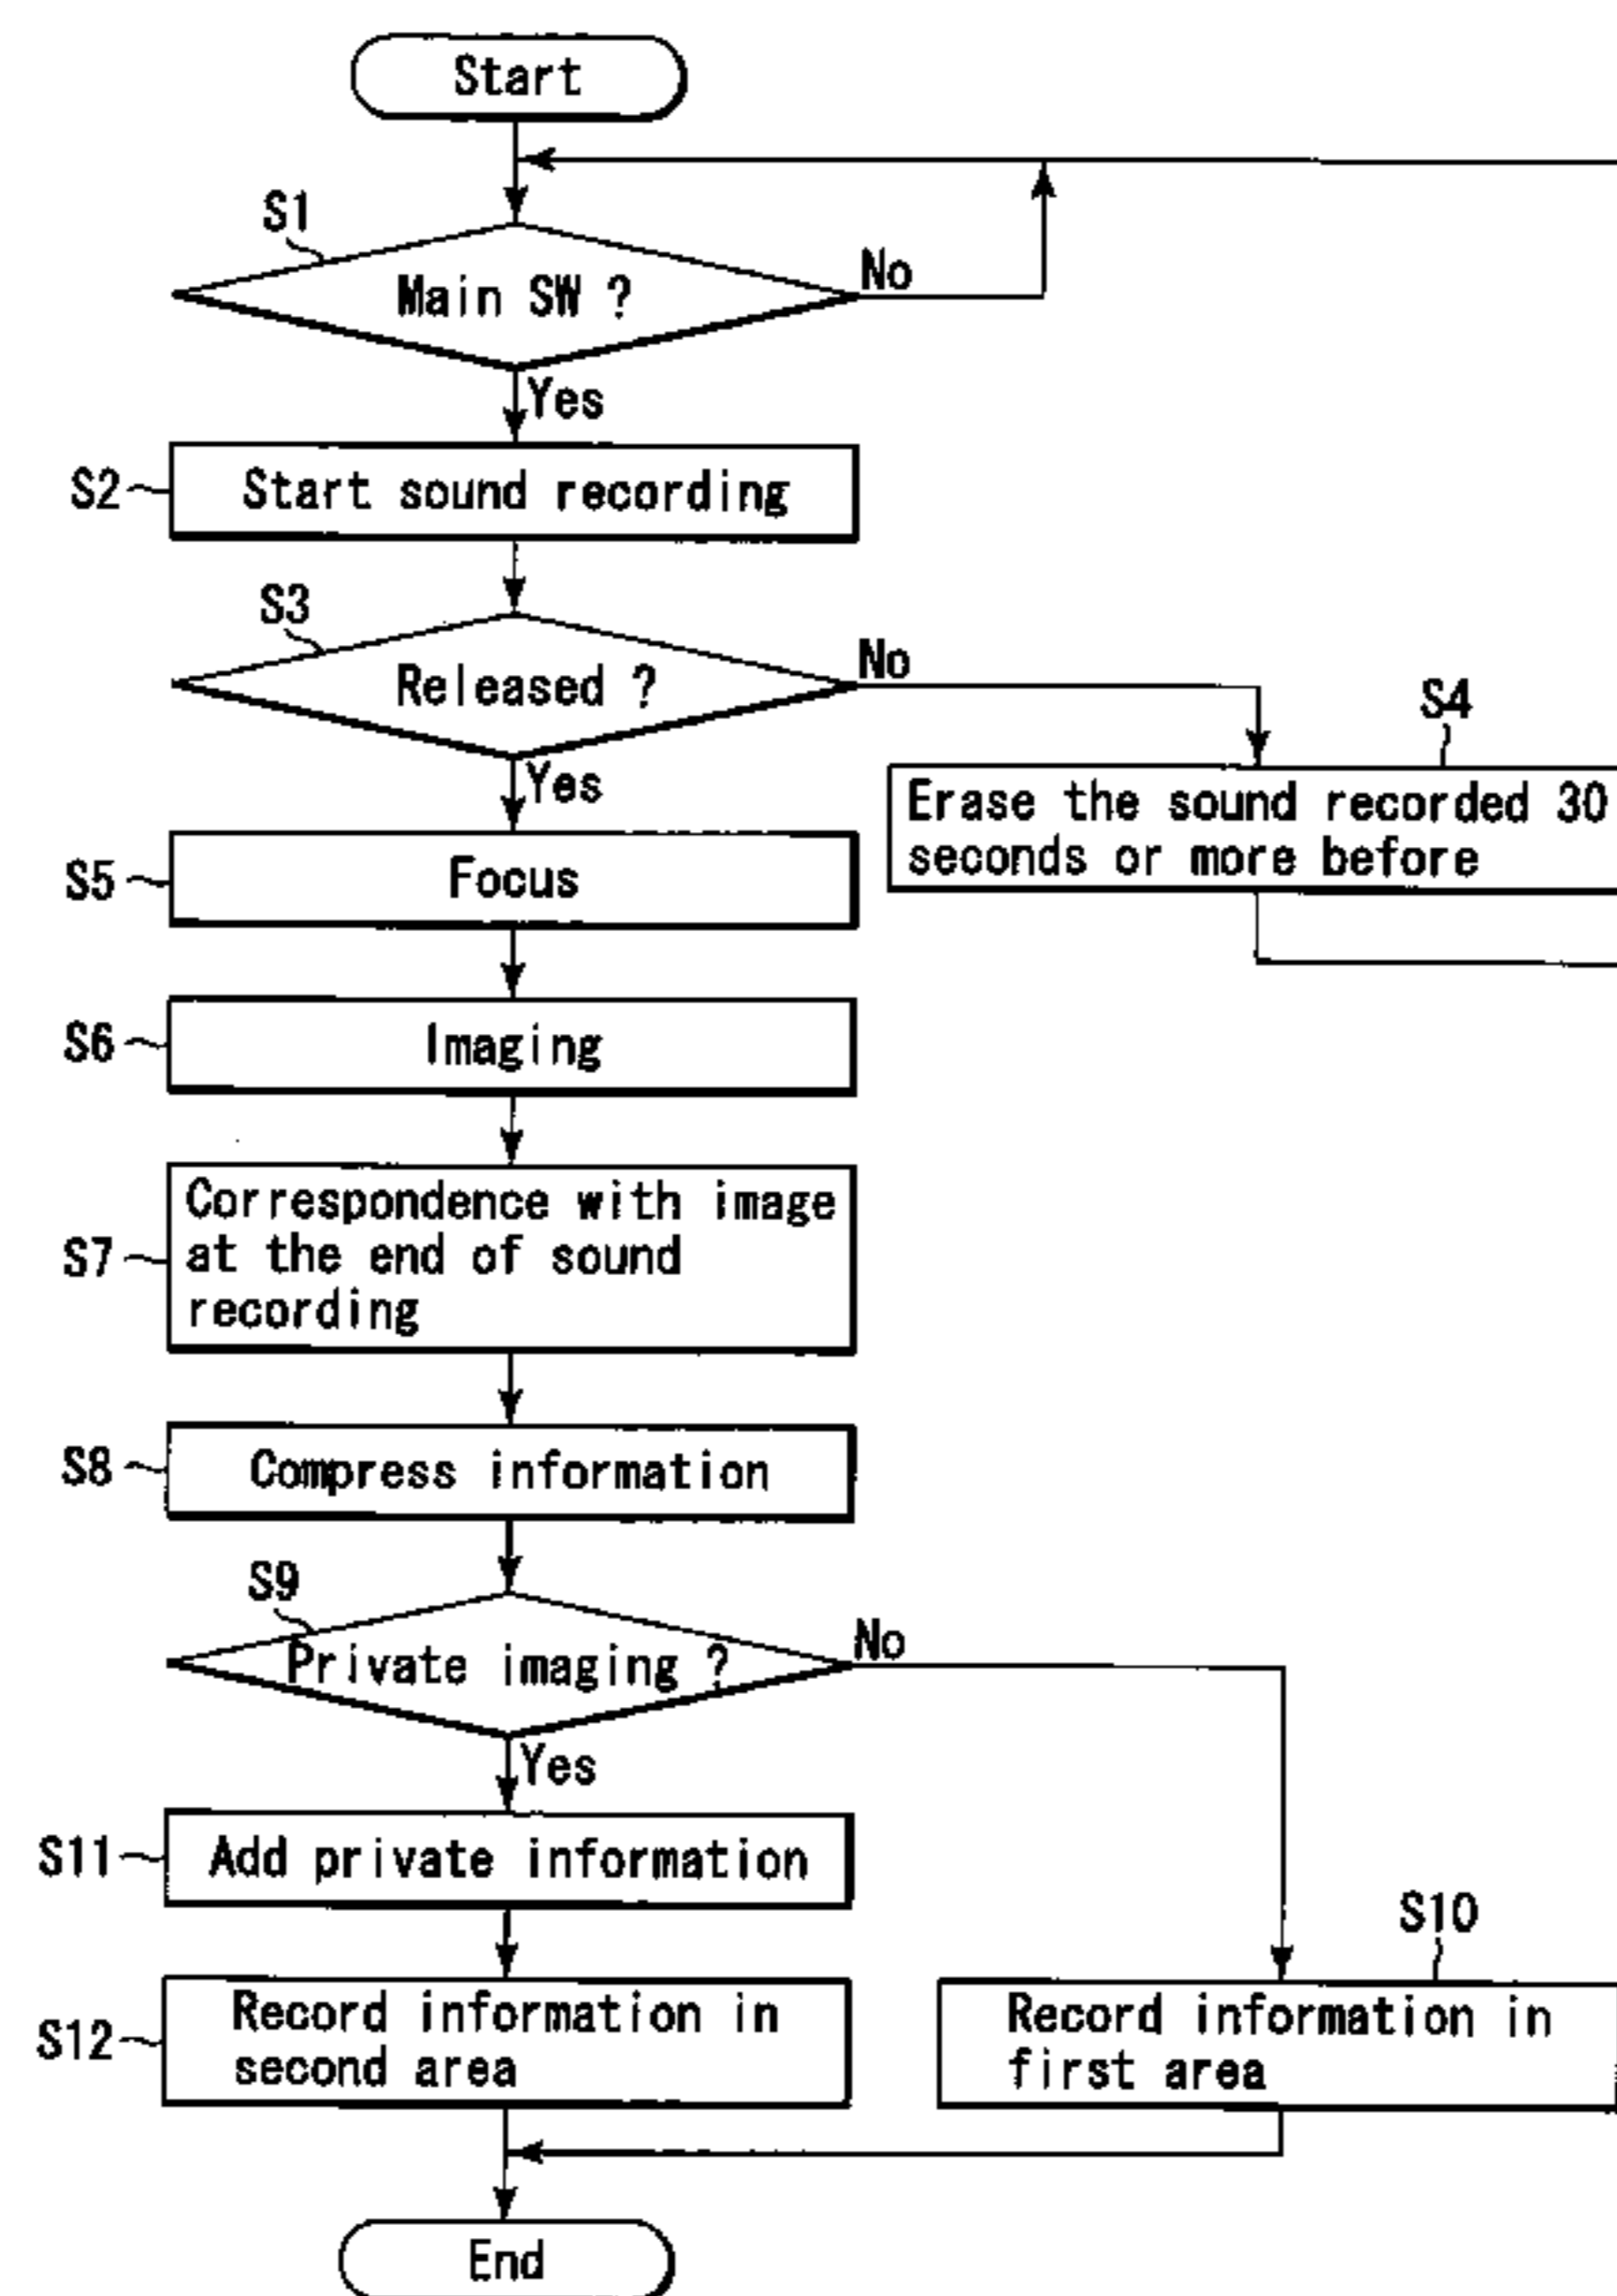 Start
S1
Main SW ?
No
Yes
S2
Start sound recording
S3
Released ?
No
Yes
S4
Erase the sound recorded 30
seconds or more before
S5
Focus
S6
Imaging
S7
Correspondence with image
at the end of sound
recording
S8
Compress information
S9
Private imaging ?
No
Yes
S11
Add private information
S10
S12
Record information in
second area
Record information in
first area
End